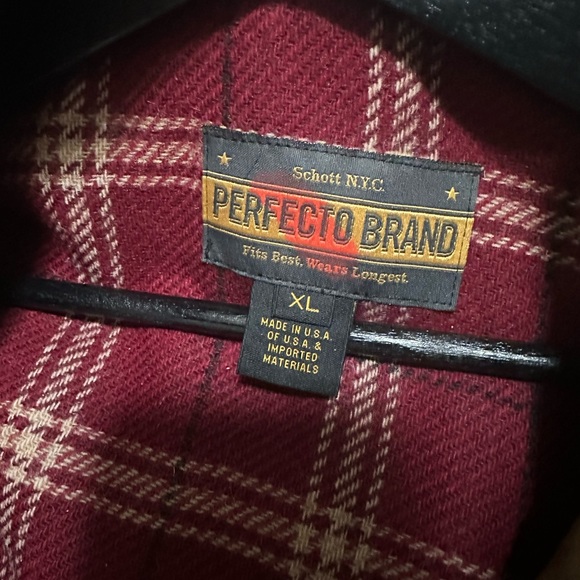 Schott N.Y.C.
PERFECTO BRAND
Fits Best. Wears Longest.
XL
MADE IN U.S.A.
OF U.S.A. &
IMPORTED
MATERIALS